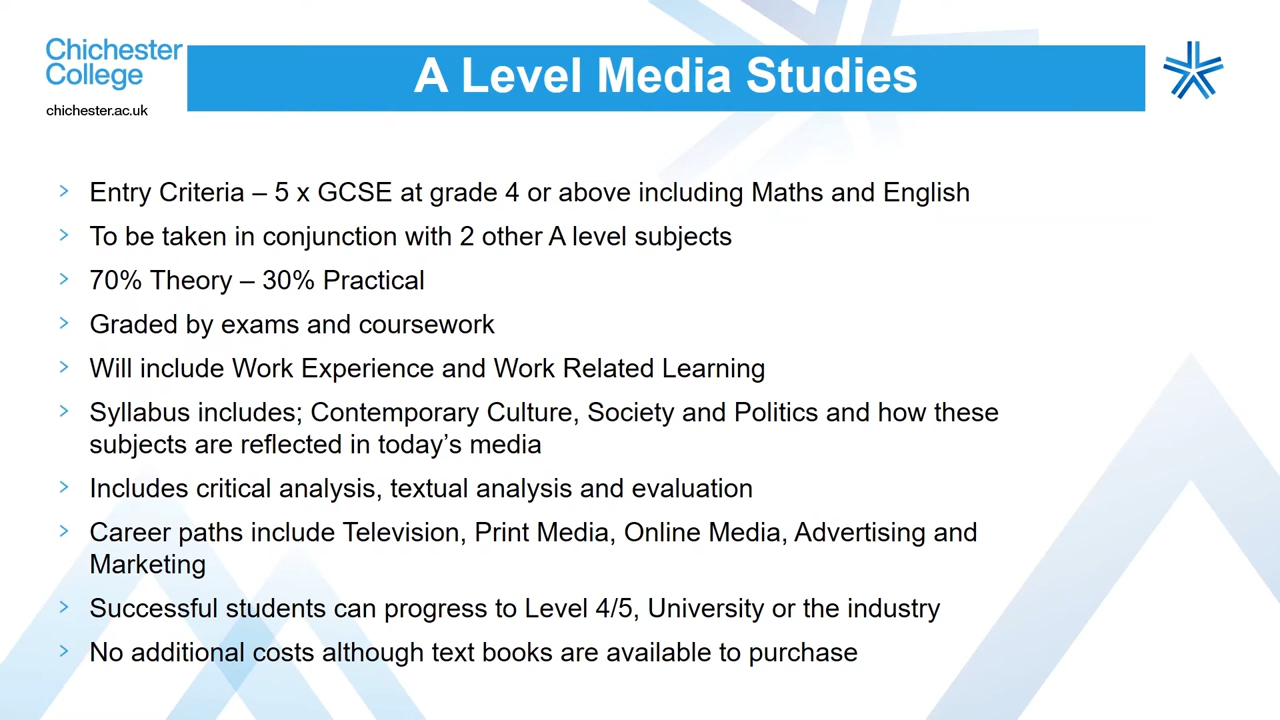 Chichester
College
chichester.ac.uk
A Level Media Studies
> Entry Criteria – 5 x GCSE at grade 4 or above including Maths and English
> To be taken in conjunction with 2 other A level subjects
> 70% Theory – 30% Practical
> Graded by exams and coursework
> Will include Work Experience and Work Related Learning
> Syllabus includes; Contemporary Culture, Society and Politics and how these
subjects are reflected in today’s media
> Includes critical analysis, textual analysis and evaluation
> Career paths include Television, Print Media, Online Media, Advertising and
Marketing
> Successful students can progress to Level 4/5, University or the industry
> No additional costs although text books are available to purchase